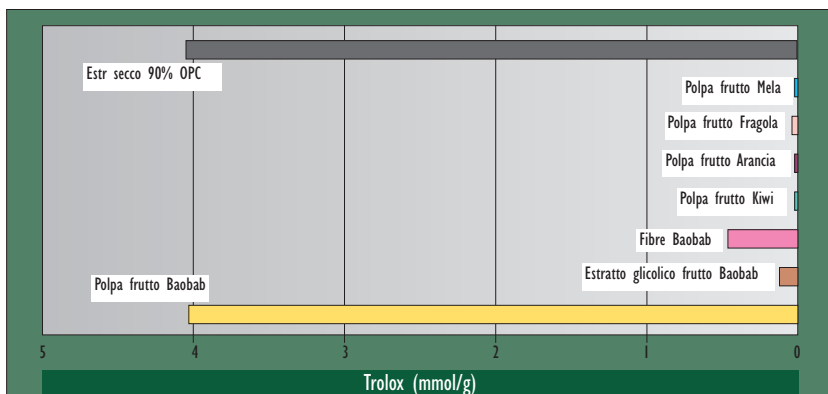 Estr secco 90% OPC
Polpa frutto Mela
Polpa frutto Fragola
Polpa frutto Arancia
Polpa frutto Kiwi
Fibre Baobab
Estratto glicolico frutto Baobab
Polpa frutto Baobab
5 4 3 2 1 0
Trolox (mmol/g)